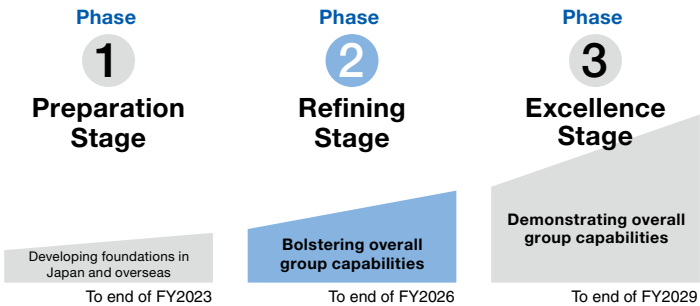 Phase
1
Preparation
Stage
Developing foundations in
Japan and overseas
To end of FY2023
Phase
2
Refining
Stage
Bolstering overall
group capabilities
To end of FY2026
Phase
3
Excellence
Stage
Demonstrating overall
group capabilities
To end of FY2029